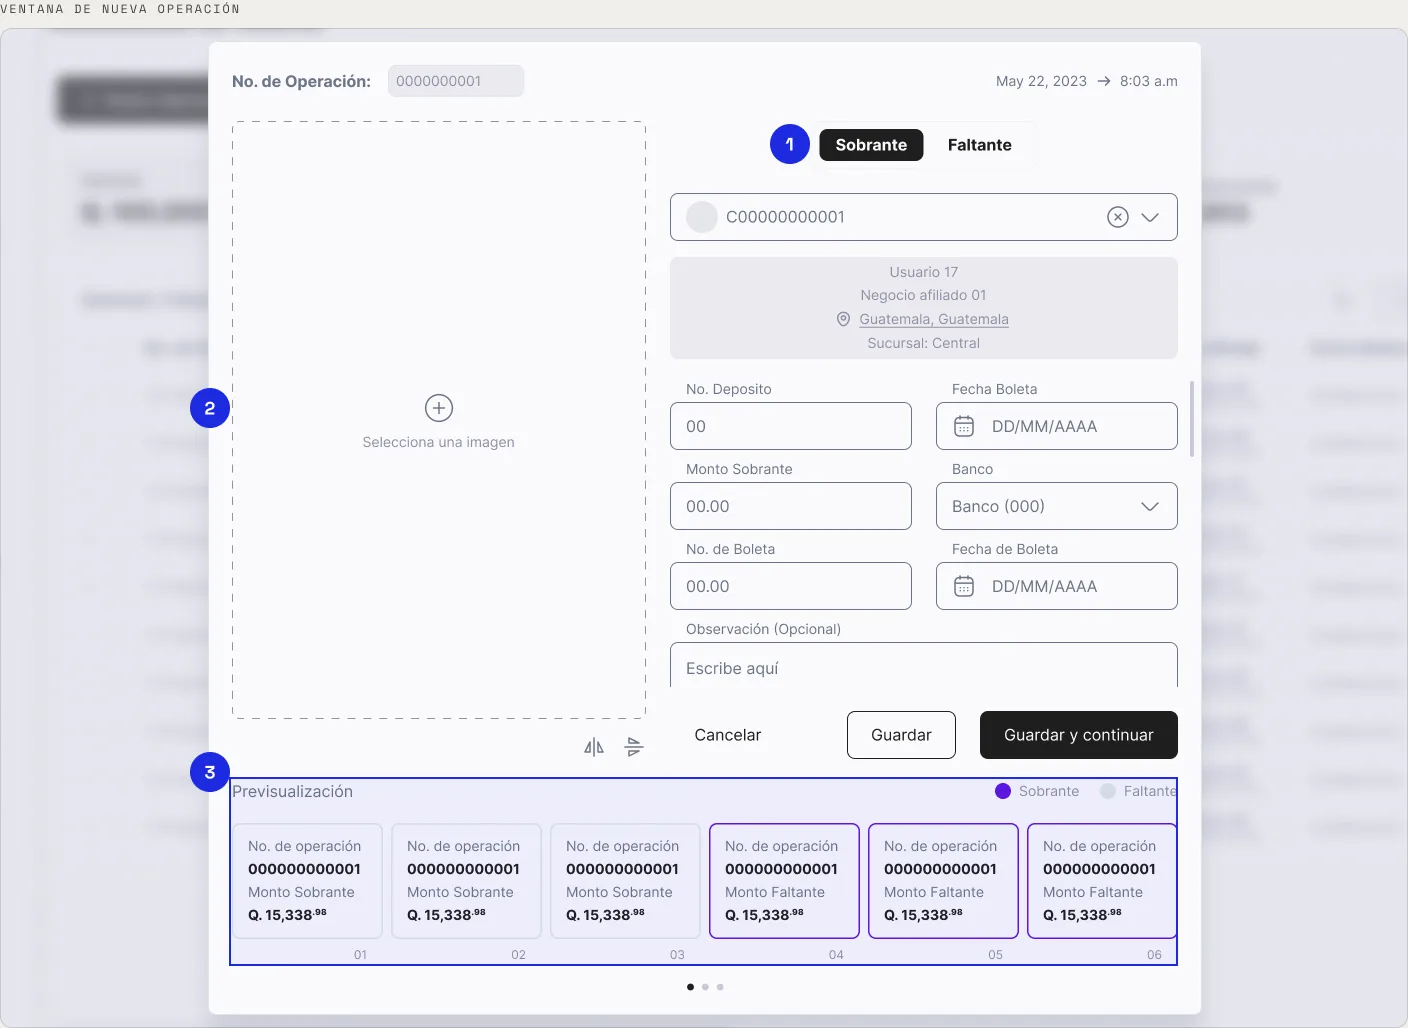 VENTANA DE NUEVA OPERACIÓN
No. de Operación: 0000000001
May 22, 2023 → 8:03 a.m
1 Sobrante Faltante
C00000000001
Usuario 17
Negocio afiliado 01
Guatemala, Guatemala
Sucursal: Central
No. Deposito Fecha Boleta
00 DD/MM/AAAA
Monto Sobrante Banco
00.00 Banco (000)
No. de Boleta Fecha de Boleta
00.00 DD/MM/AAAA
Observación (Opcional)
Escribe aquí
2
Selecciona una imagen
Cancelar Guardar Guardar y continuar
3
Previsualización Sobrante Faltante
No. de operación No. de operación No. de operación No. de operación No. de operación No. de operación
000000000001 000000000001 000000000001 000000000001 000000000001 000000000001
Monto Sobrante Monto Sobrante Monto Sobrante Monto Faltante Monto Faltante Monto Faltante
Q. 15,338.98 Q. 15,338.98 Q. 15,338.98 Q. 15,338.98 Q. 15,338.98 Q. 15,338.98
01 02 03 04 05 06